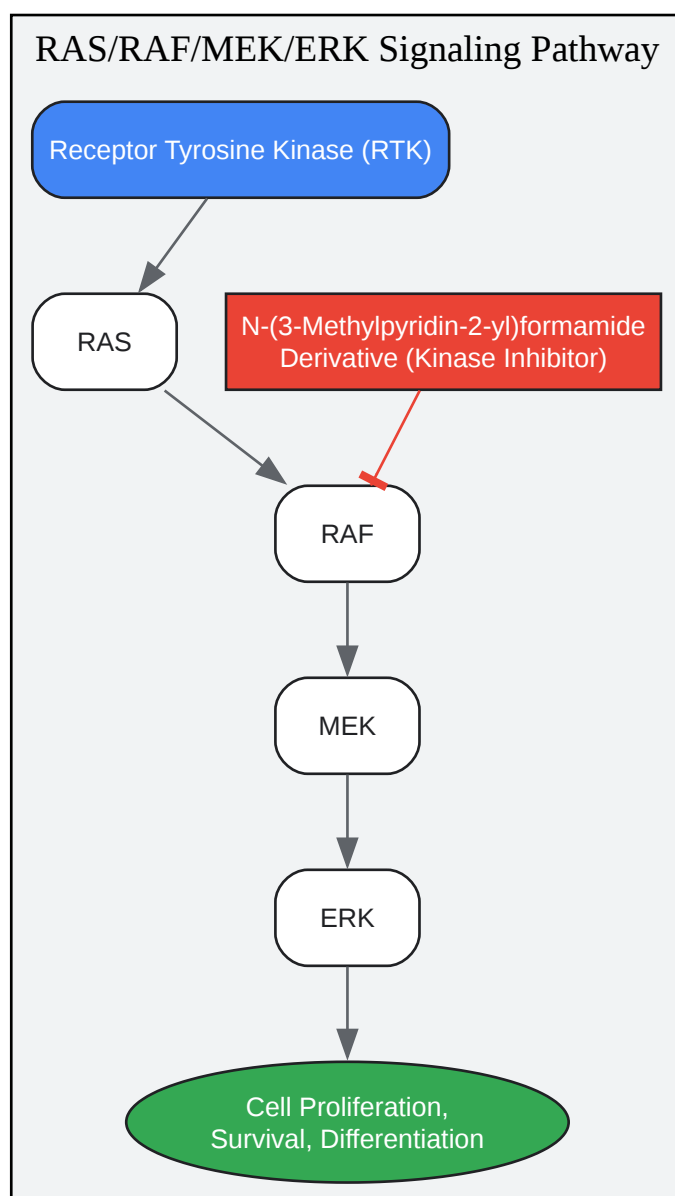 RAS/RAF/MEK/ERK Signaling Pathway
Receptor Tyrosine Kinase (RTK)
RAS
N-(3-Methylpyridin-2-yl)formamide
Derivative (Kinase Inhibitor)
RAF
MEK
ERK
Cell Proliferation,
Survival, Differentiation